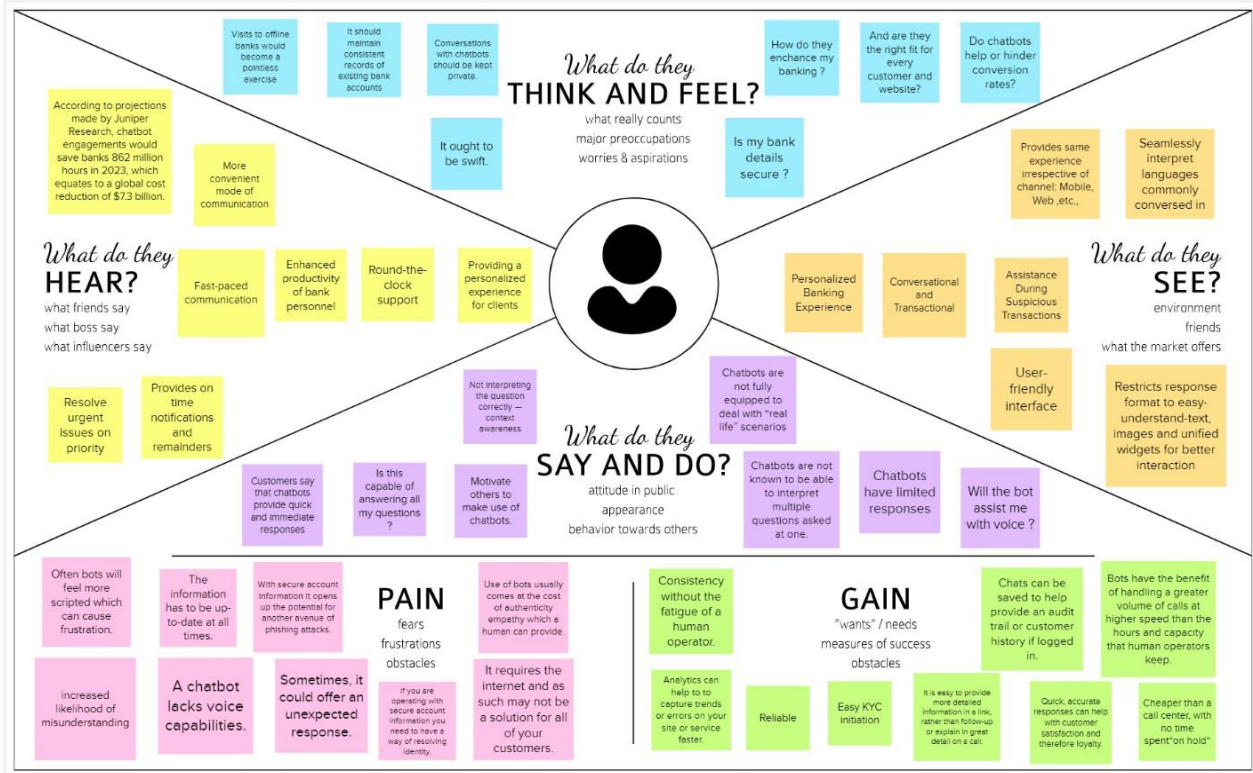 Visits to offline
banks would
become a
pointless
exercise
It should
maintain
consistent
records of
existing bank
accounts
Conversations
with chatbots
should be kept
private.
It ought to
be swift.
What do they
THINK AND FEEL?
what really counts
major preoccupations
worries & aspirations
How do they
enchance my
banking ?
And are they
the right fit for
every
customer and
website?
Do chatbots
help or hinder
conversion
rates?
Is my bank
details
secure ?
According to projections
made by Juniper
Research, chatbot
engagements would
save banks 862 million
hours in 2023, which
equates to a global cost
reduction of $7.3 billion.
More
convenient
mode of
communication
What do they
HEAR?
what friends say
what boss say
what influencers say
Fast-paced
communication
Enhanced
productivity
of bank
personnel
Round-the-
clock
support
Providing a
personalized
experience
for clients
Resolve
urgent
issues on
priority
Provides on
time
notifications
and
remainders
Provides same
experience
irrespective of
channel: Mobile,
Web ,etc.,
Seamlessly
interpret
languages
commonly
conversed in
Personalized
Banking
Experience
Conversational
and
Transactional
Assistance
During
Suspicious
Transactions
What do they
SEE?
environment
friends
what the market offers
User-
friendly
interface
Restricts response
format to easy-
understand-text,
images and unified
widgets for better
interaction
Not interpreting
the question
correctly —
context
awareness
Chatbots are
not fully
equipped to
deal with "real
life" scenarios
What do they
SAY AND DO?
attitude in public
appearance
behavior towards others
Customers say
that chatbots
provide quick
and immediate
responses
Is this
capable of
answering all
my questions
?
Motivate
others to
make use of
chatbots.
Chatbots are not
known to be able
to interpret
multiple
questions asked
at one.
Chatbots
have limited
responses
Will the bot
assist me
with voice ?
Often bots will
feel more
scripted which
can cause
frustration.
The
information
has to be up-
to-date at all
times.
With secure account
information it opens
up the potential for
another avenue of
phishing attacks.
PAIN
fears
frustrations
obstacles
Use of bots usually
comes at the cost
of authenticity
empathy which a
human can provide.
increased
likelihood of
misunderstanding
A chatbot
lacks voice
capabilities.
Sometimes, it
could offer an
unexpected
response.
If you are
operating with
secure account
information you
need to have a
way of resolving
identity.
It requires the
internet and as
such may not be
a solution for all
of your
customers.
Consistency
without the
fatigue of a
human
operator.
GAIN
"wants" / needs
measures of success
obstacles
Chats can be
saved to help
provide an audit
trail or customer
history if logged
in.
Bots have the benefit
of handling a greater
volume of calls at
higher speed than the
hours and capacity
that human operators
keep.
Analytics can
help to to
capture trends
or errors on your
site or service
faster.
Reliable
Easy KYC
initiation
It is easy to provide
more detailed
information in a link,
rather than follow-up
or explain in great
detail on a call.
Quick, accurate
responses can help
with customer
satisfaction and
therefore loyalty.
Cheaper than a
call center, with
no time
spent"on hold"